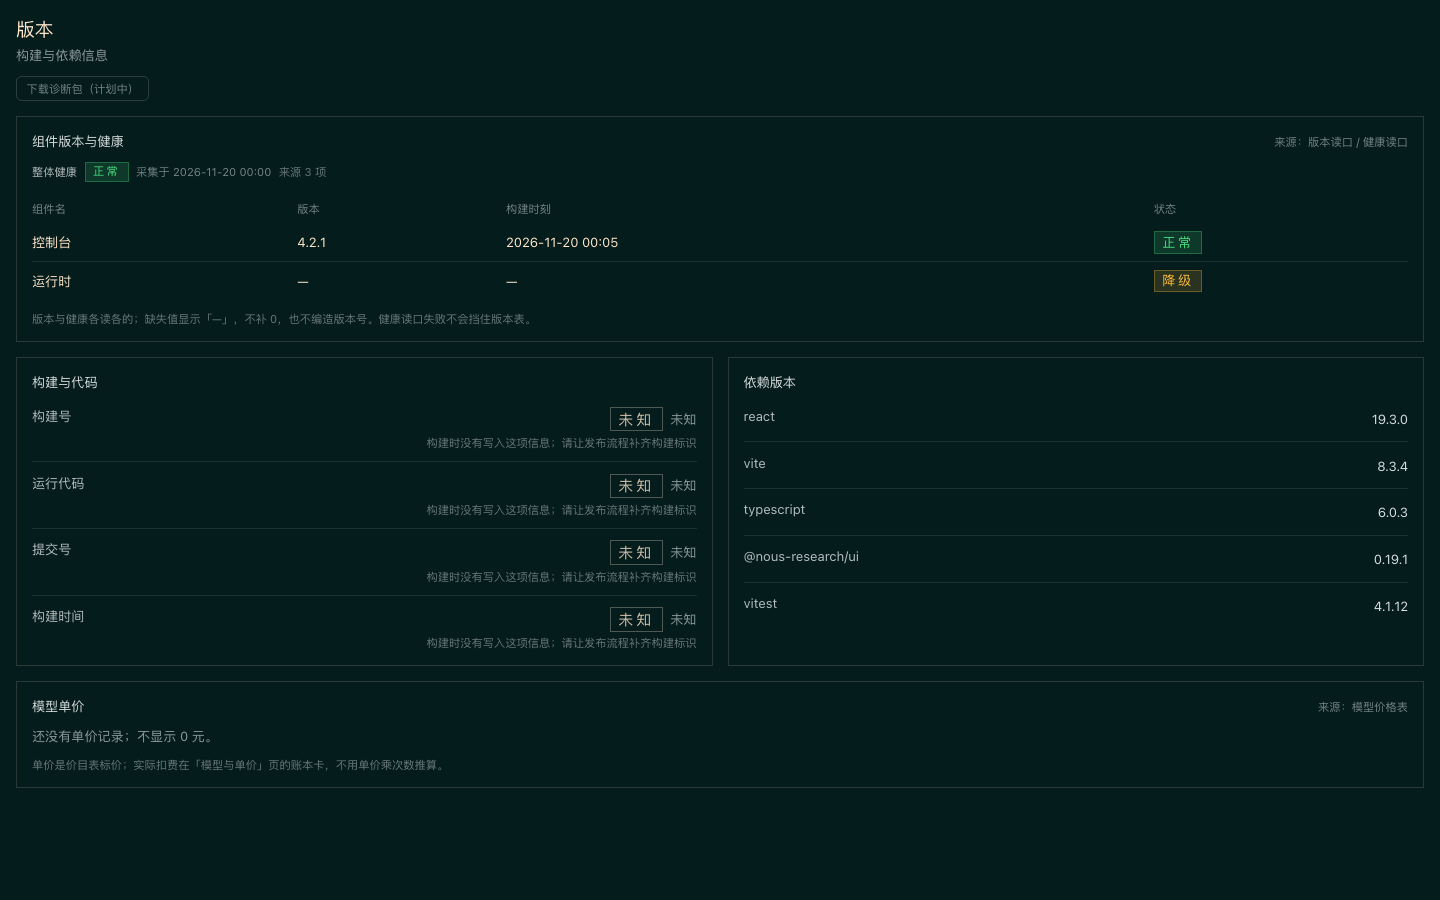 版本
构建与依赖信息
下载诊断包（计划中）
组件版本与健康
来源：版本读口 / 健康读口
整体健康 正常 采集于 2026-11-20 00:00 来源 3 项
组件名 版本 构建时刻 状态
控制台 4.2.1 2026-11-20 00:05 正常
运行时 — — 降级
版本与健康各读各的；缺失值显示「—」，不补 0，也不编造版本号。健康读口失败不会挡住版本表。
构建与代码
构建号 未知 未知
构建时没有写入这项信息；请让发布流程补齐构建标识
运行代码 未知 未知
构建时没有写入这项信息；请让发布流程补齐构建标识
提交号 未知 未知
构建时没有写入这项信息；请让发布流程补齐构建标识
构建时间 未知 未知
构建时没有写入这项信息；请让发布流程补齐构建标识
依赖版本
react 19.3.0
vite 8.3.4
typescript 6.0.3
@nous-research/ui 0.19.1
vitest 4.1.12
模型单价
来源：模型价格表
还没有单价记录；不显示 0 元。
单价是价目表标价；实际扣费在「模型与单价」页的账本卡，不用单价乘次数推算。